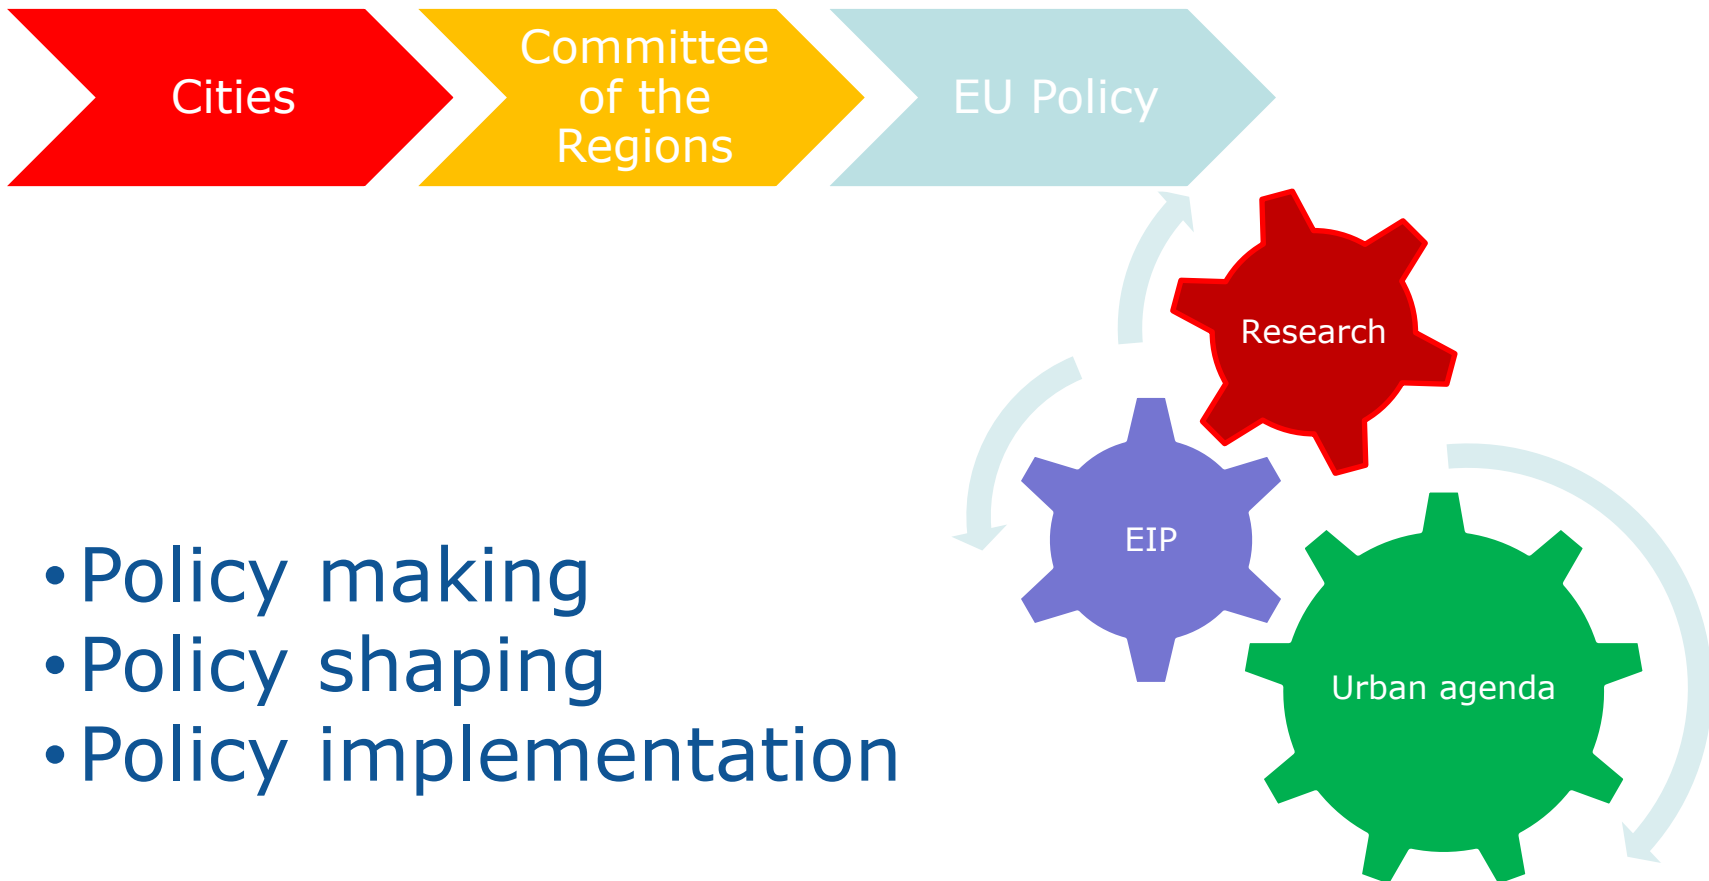 Cities
Committee
of the
Regions
EU Policy
Research
EIP
Urban agenda
•Policy making
•Policy shaping
•Policy implementation